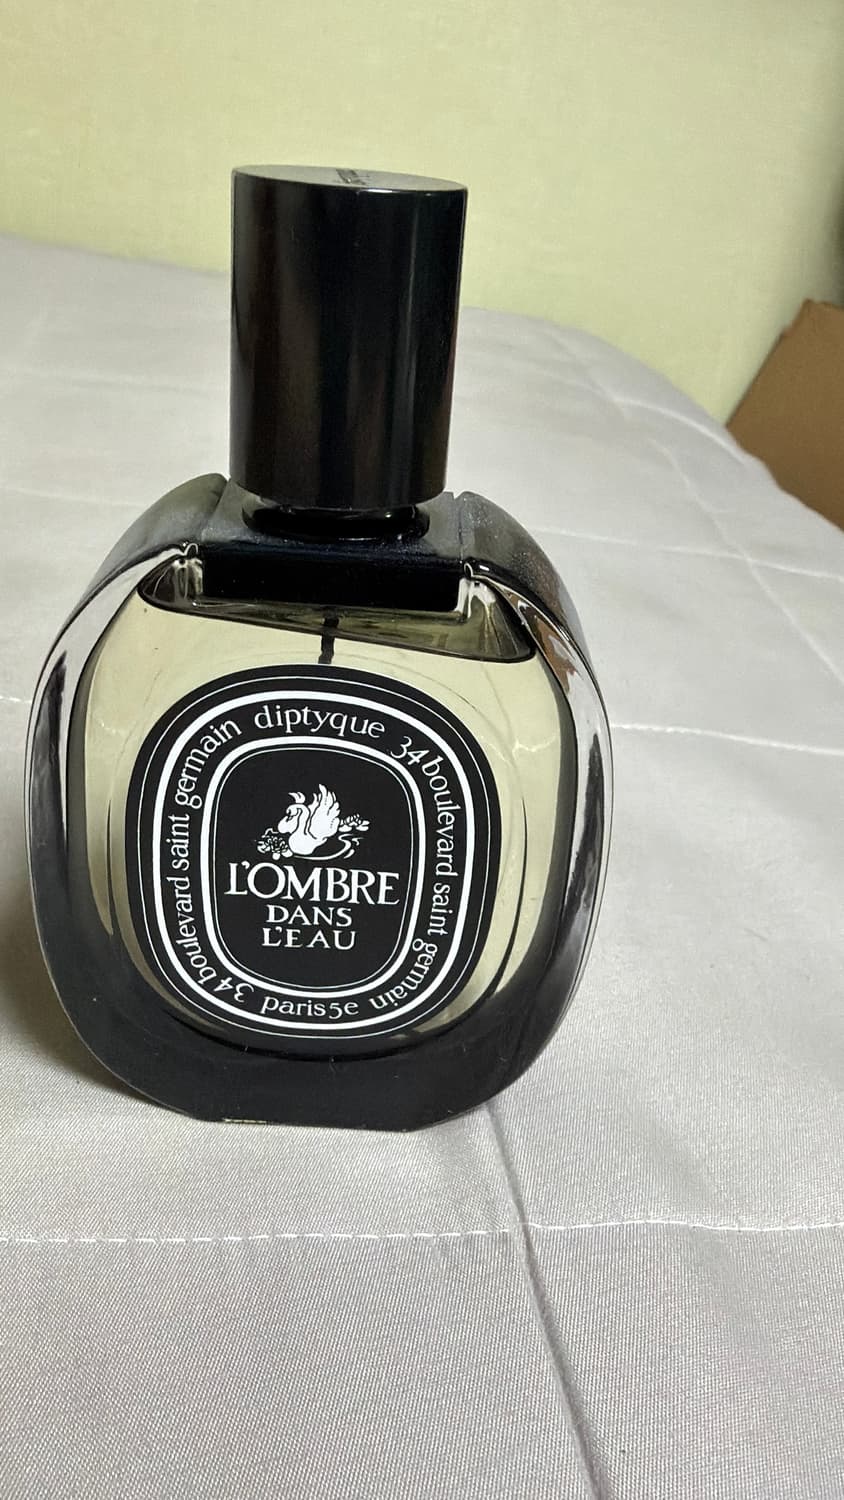 diptyque
34 boulevard saint germain
paris 5e
34 boulevard saint germain
L'OMBRE
DANS
L'EAU